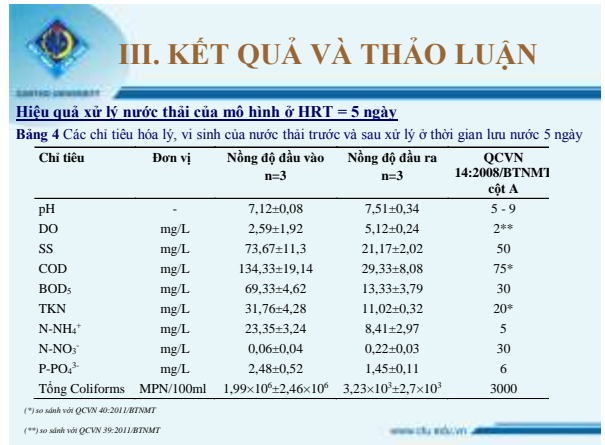 III. KẾT QUẢ VÀ THẢO LUẬN
CANTHO UNIVERSITY
Hiệu quả xử lý nước thải của mô hình ở HRT = 5 ngày
Bảng 4 Các chỉ tiêu hóa lý, vi sinh của nước thải trước và sau xử lý ở thời gian lưu nước 5 ngày
Chỉ tiêu Đơn vị Nồng độ đầu vào n=3 Nồng độ đầu ra n=3 QCVN 14:2008/BTNMT cột A
pH - 7,12±0,08 7,51±0,34 5 - 9
DO mg/L 2,59±1,92 5,12±0,24 2**
SS mg/L 73,67±11,3 21,17±2,02 50
COD mg/L 134,33±19,14 29,33±8,08 75*
BOD₅ mg/L 69,33±4,62 13,33±3,79 30
TKN mg/L 31,76±4,28 11,02±0,32 20*
N-NH₄⁺ mg/L 23,35±3,24 8,41±2,97 5
N-NO₃⁻ mg/L 0,06±0,04 0,22±0,03 30
P-PO₄³⁻ mg/L 2,48±0,52 1,45±0,11 6
Tổng Coliforms MPN/100ml 1,99×10⁶±2,46×10⁶ 3,23×10³±2,7×10³ 3000
(*) so sánh với QCVN 40:2011/BTNMT
(**) so sánh với QCVN 39:2011/BTNMT
www.ctu.edu.vn